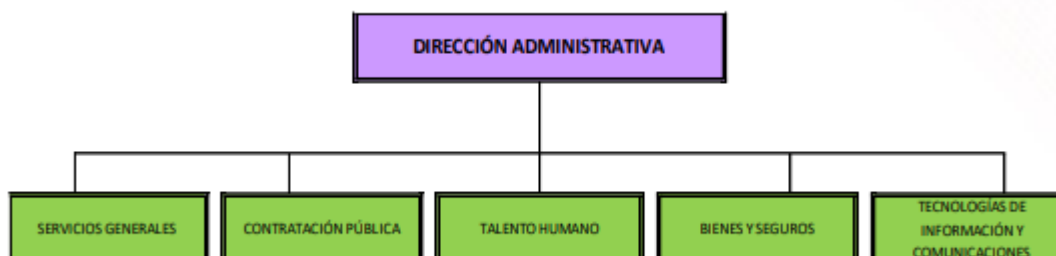 DIRECCIÓN ADMINISTRATIVA
SERVICIOS GENERALES
CONTRATACIÓN PÚBLICA
TALENTO HUMANO
BIENES Y SEGUROS
TECNOLOGÍAS DE
INFORMACIÓN Y
COMUNICACIONES